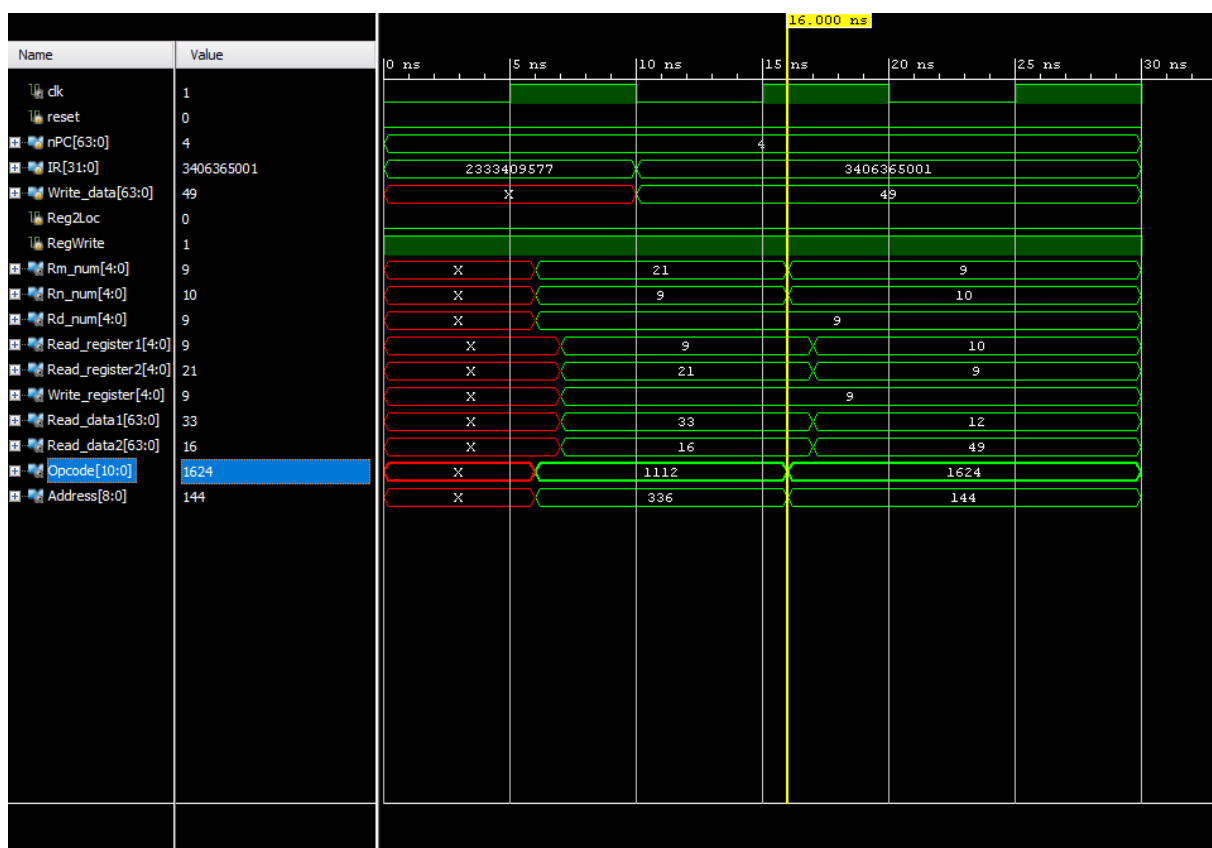 16.000 ns
Name Value
0 ns 5 ns 10 ns 15 ns 20 ns 25 ns 30 ns
clk 1
reset 0
nPC[63:0] 4 4
IR[31:0] 3406365001 2333409577 3406365001
Write_data[63:0] 49 X 49
Reg2Loc 0
RegWrite 1
Rm_num[4:0] 9 X 21 9
Rn_num[4:0] 10 X 9 10
Rd_num[4:0] 9 X 9
Read_register1[4:0] 9 X 9 10
Read_register2[4:0] 21 X 21 9
Write_register[4:0] 9 X 9
Read_data1[63:0] 33 X 33 12
Read_data2[63:0] 16 X 16 49
Opcode[10:0] 1624 X 1112 1624
Address[8:0] 144 X 336 144